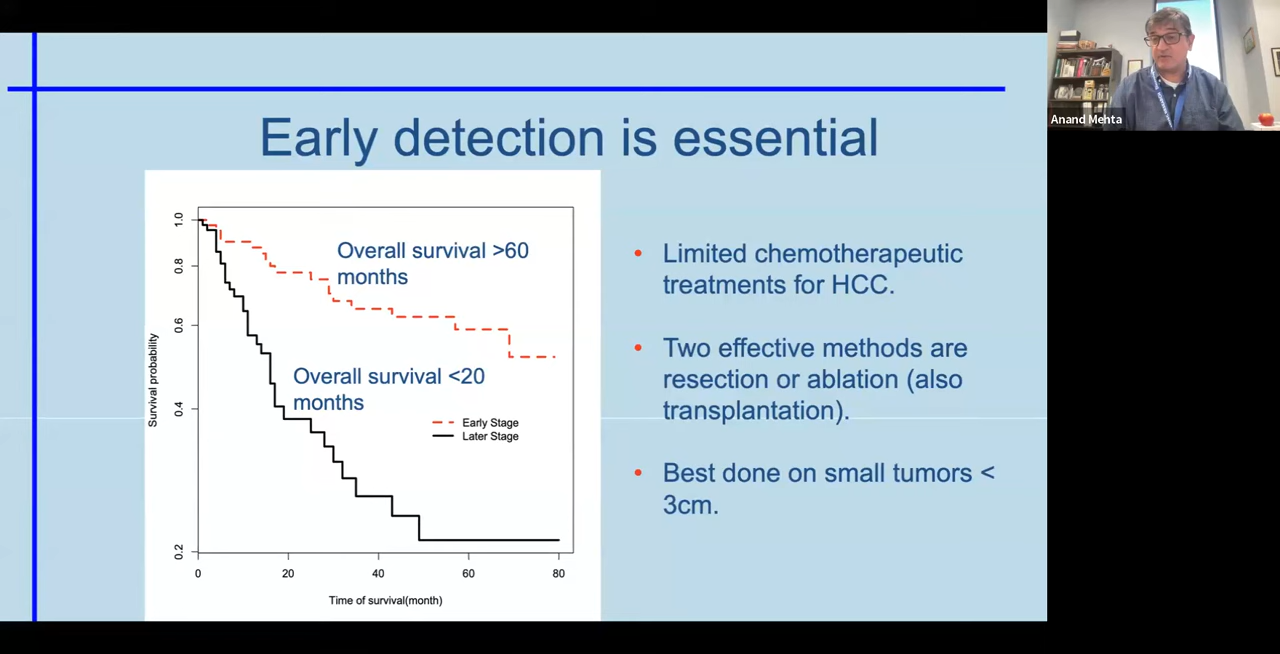 Early detection is essential
Overall survival >60
months
Overall survival <20
months
Early Stage
Later Stage
Survival probability
1.0
0.8
0.6
0.4
0.2
0
20
40
60
80
Time of survival(month)
• Limited chemotherapeutic
treatments for HCC.
• Two effective methods are
resection or ablation (also
transplantation).
• Best done on small tumors <
3cm.
Anand Mehta